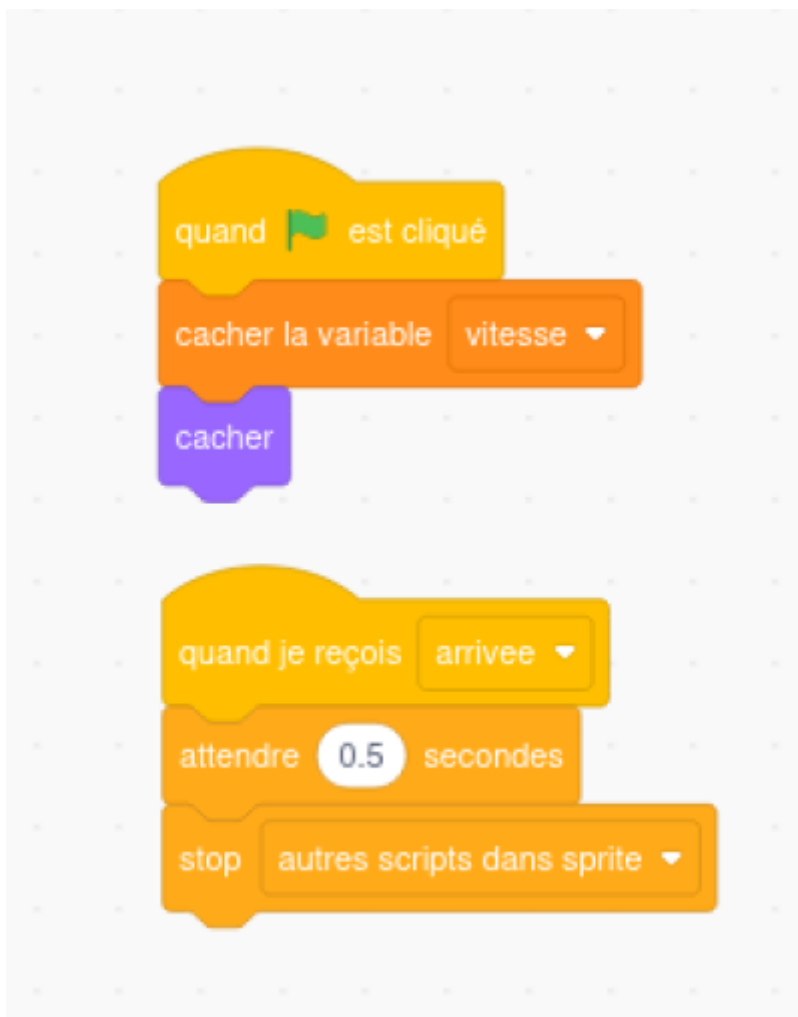 quand est cliqué
cacher la variable vitesse
cacher
quand je reçois arrivee
attendre 0.5 secondes
stop autres scripts dans sprite